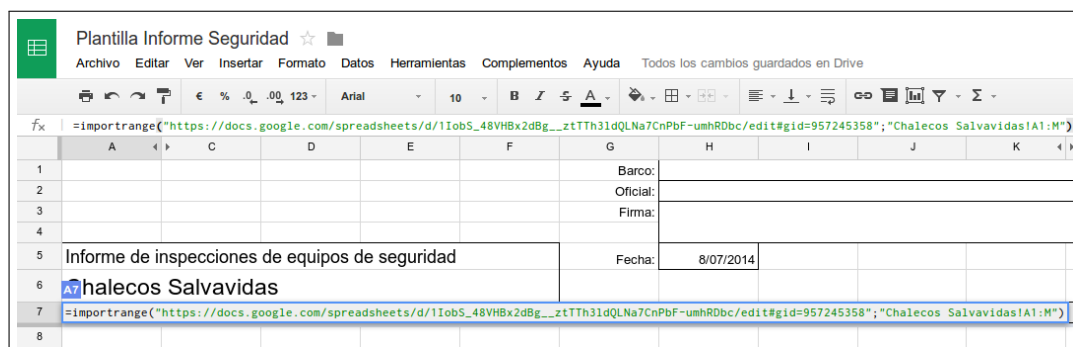 Plantilla Informe Seguridad
Archivo Editar Ver Insertar Formato Datos Herramientas Complementos Ayuda Todos los cambios guardados en Drive
€ % .0 .00 123 Arial 10 B I S A Σ
fx =importrange("https://docs.google.com/spreadsheets/d/1IobS_48VHBx2dBg__ztTTh3ldQLNa7CnPbF-umhRDbc/edit#gid=957245358";"Chalecos Salvavidas!A1:M")
A C D E F G H I J K
1 Barco:
2 Oficial:
3 Firma:
4
5 Informe de inspecciones de equipos de seguridad Fecha: 8/07/2014
6 Chalecos Salvavidas
A7
7 =importrange("https://docs.google.com/spreadsheets/d/1IobS_48VHBx2dBg__ztTTh3ldQLNa7CnPbF-umhRDbc/edit#gid=957245358";"Chalecos Salvavidas!A1:M")
8